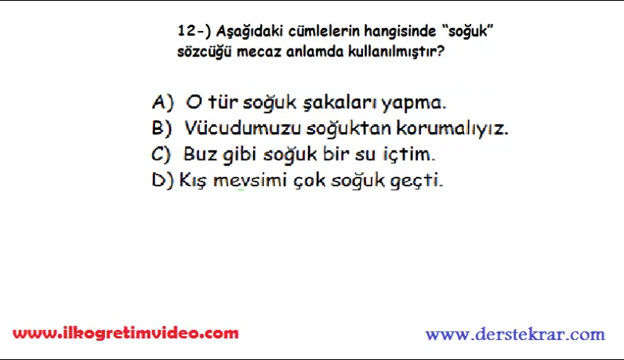 12-) Aşağıdaki cümlelerin hangisinde “soğuk”
sözcüğü mecaz anlamda kullanılmıştır?
A) O tür soğuk şakaları yapma.
B) Vücudumuzu soğuktan korumalıyız.
C) Buz gibi soğuk bir su içtim.
D) Kış mevsimi çok soğuk geçti.
www.ilkogretimvideo.com
www.derstekrar.com